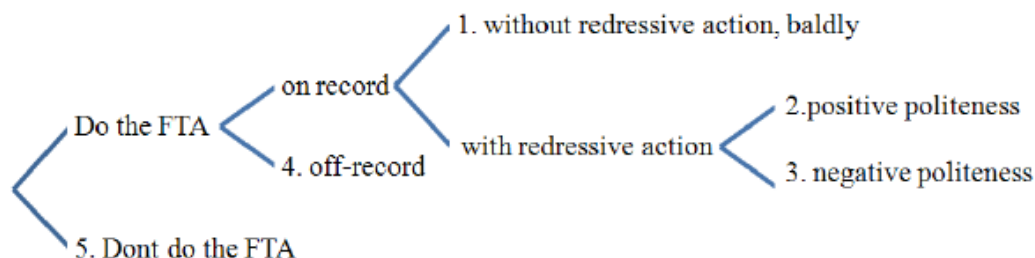 1. without redressive action, baldly
on record
Do the FTA
2.positive politeness
with redressive action
4. off-record
3. negative politeness
5. Dont do the FTA